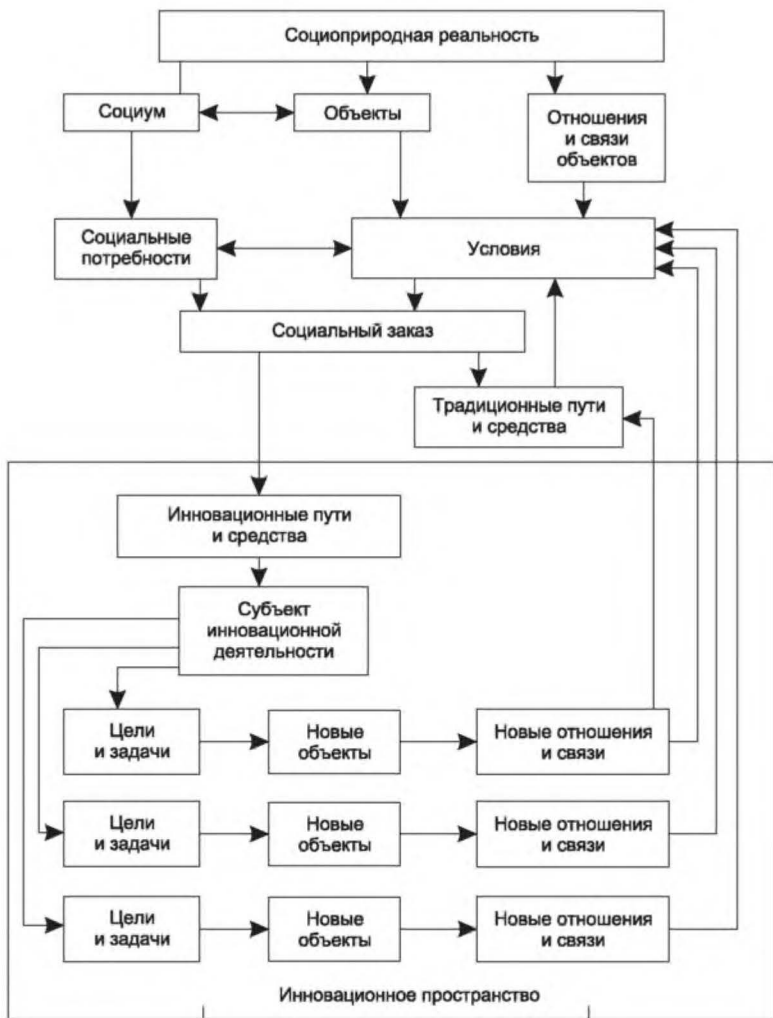 Социоприродная реальность
Социум
Объекты
Отношения
и связи
объектов
Социальные
потребности
Условия
Социальный заказ
Традиционные пути
и средства
Инновационные пути
и средства
Субъект
инновационной
деятельности
Цели
и задачи
Новые
объекты
Новые отношения
и связи
Цели
и задачи
Новые
объекты
Новые отношения
и связи
Цели
и задачи
Новые
объекты
Новые отношения
и связи
Инновационное пространство